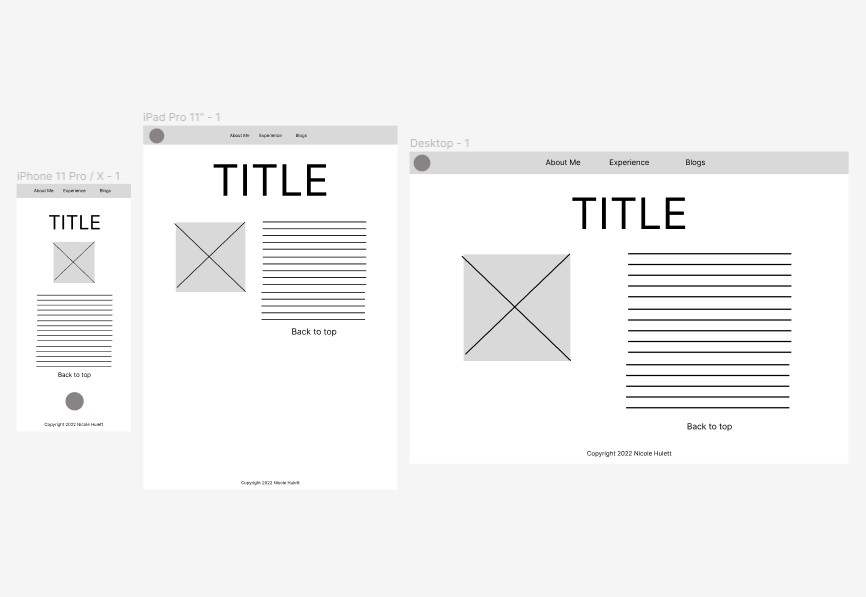 iPhone 11 Pro / X - 1
About Me Experience Blogs
TITLE
Back to top
Copyright 2022 Nicole Hulett
iPad Pro 11" - 1
About Me Experience Blogs
TITLE
Back to top
Copyright 2022 Nicole Hulett
Desktop - 1
About Me Experience Blogs
TITLE
Back to top
Copyright 2022 Nicole Hulett